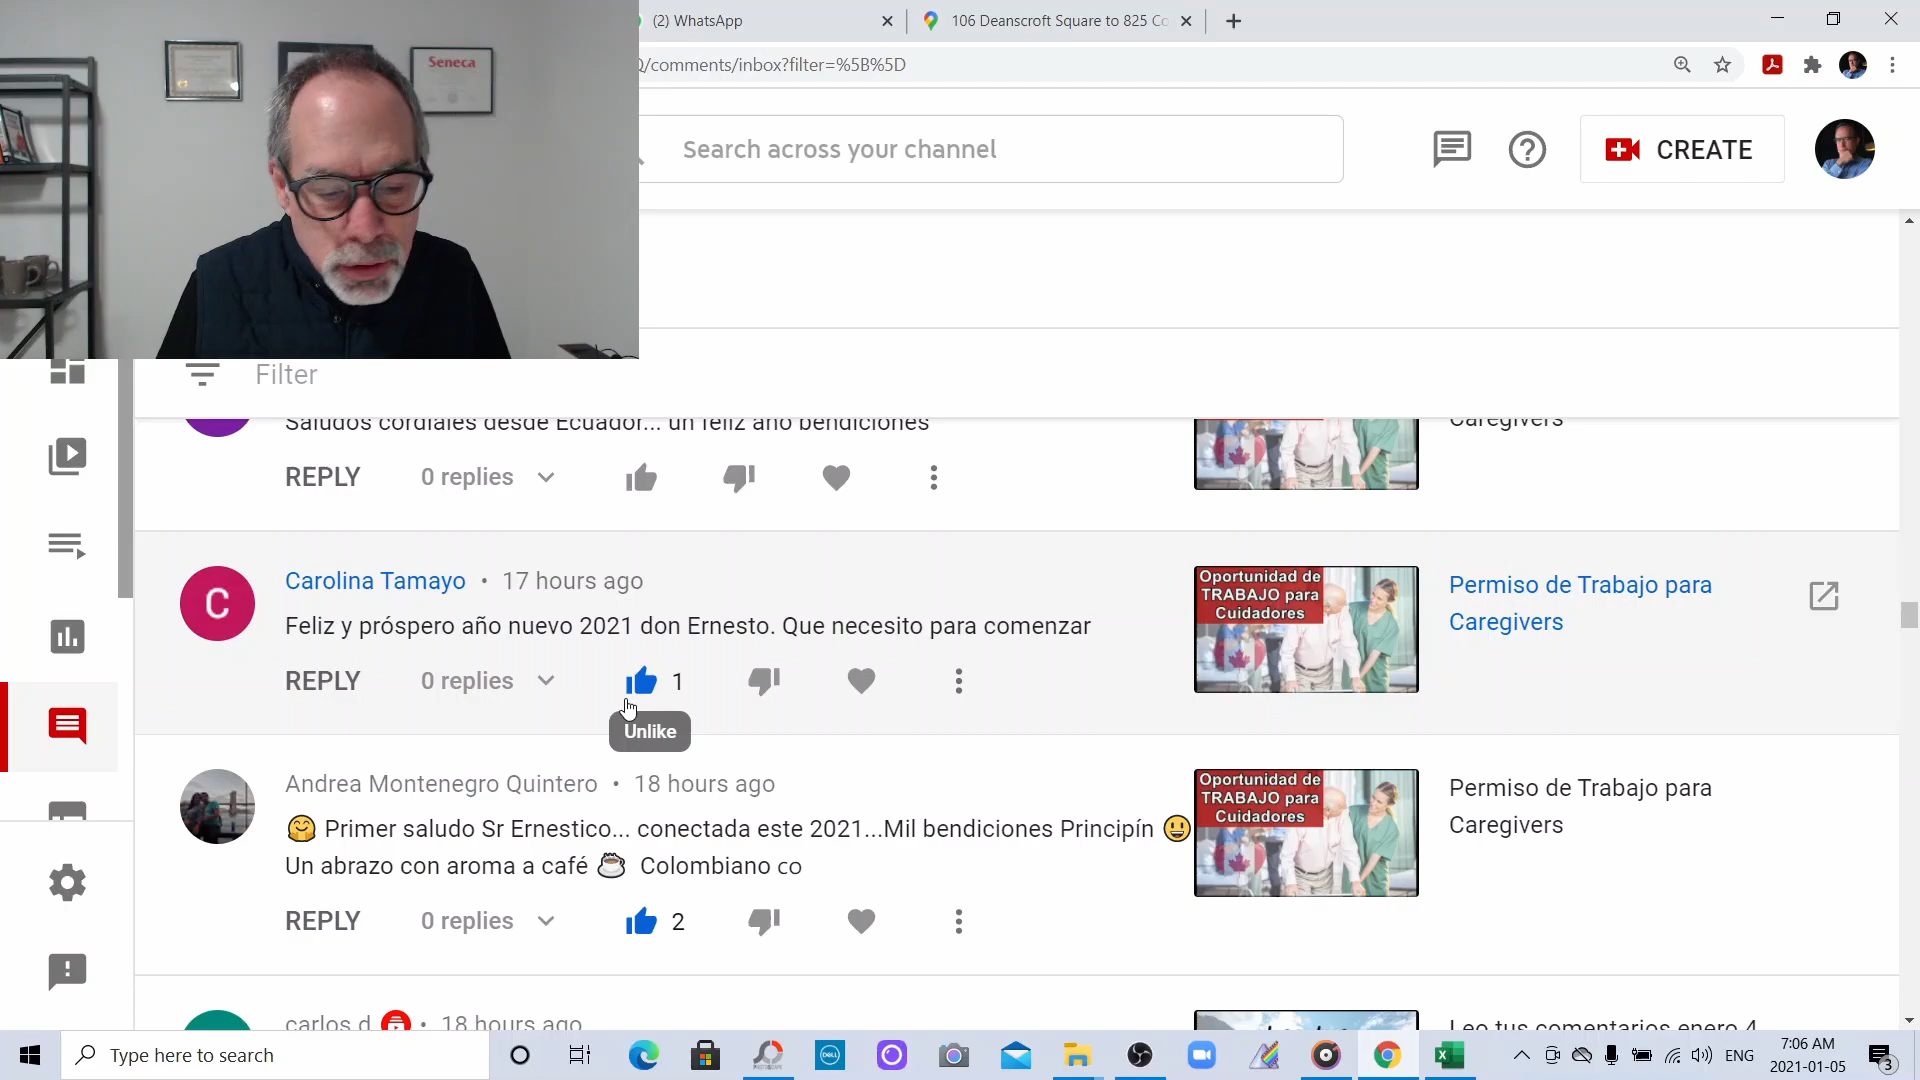 (2) WhatsApp
106 Deanscroft Square to 825 Co
Seneca
/comments/inbox?filter=%5B%5D
Search across your channel
CREATE
Filter
Saludos cordiales desde Ecuador... un feliz año bendiciones
Caregivers
REPLY 0 replies
Carolina Tamayo • 17 hours ago
Feliz y próspero año nuevo 2021 don Ernesto. Que necesito para comenzar
REPLY 0 replies 1
Unlike
Oportunidad de
TRABAJO para
Cuidadores
Permiso de Trabajo para
Caregivers
Andrea Montenegro Quintero • 18 hours ago
🤗 Primer saludo Sr Ernestico... conectada este 2021...Mil bendiciones Principín 😃
Un abrazo con aroma a café ☕ Colombiano co
REPLY 0 replies 2
Oportunidad de
TRABAJO para
Cuidadores
Permiso de Trabajo para
Caregivers
carlos d • 18 hours ago
Leo tus comentarios enero 4
Type here to search
DELL
ENG
7:06 AM
2021-01-05
3